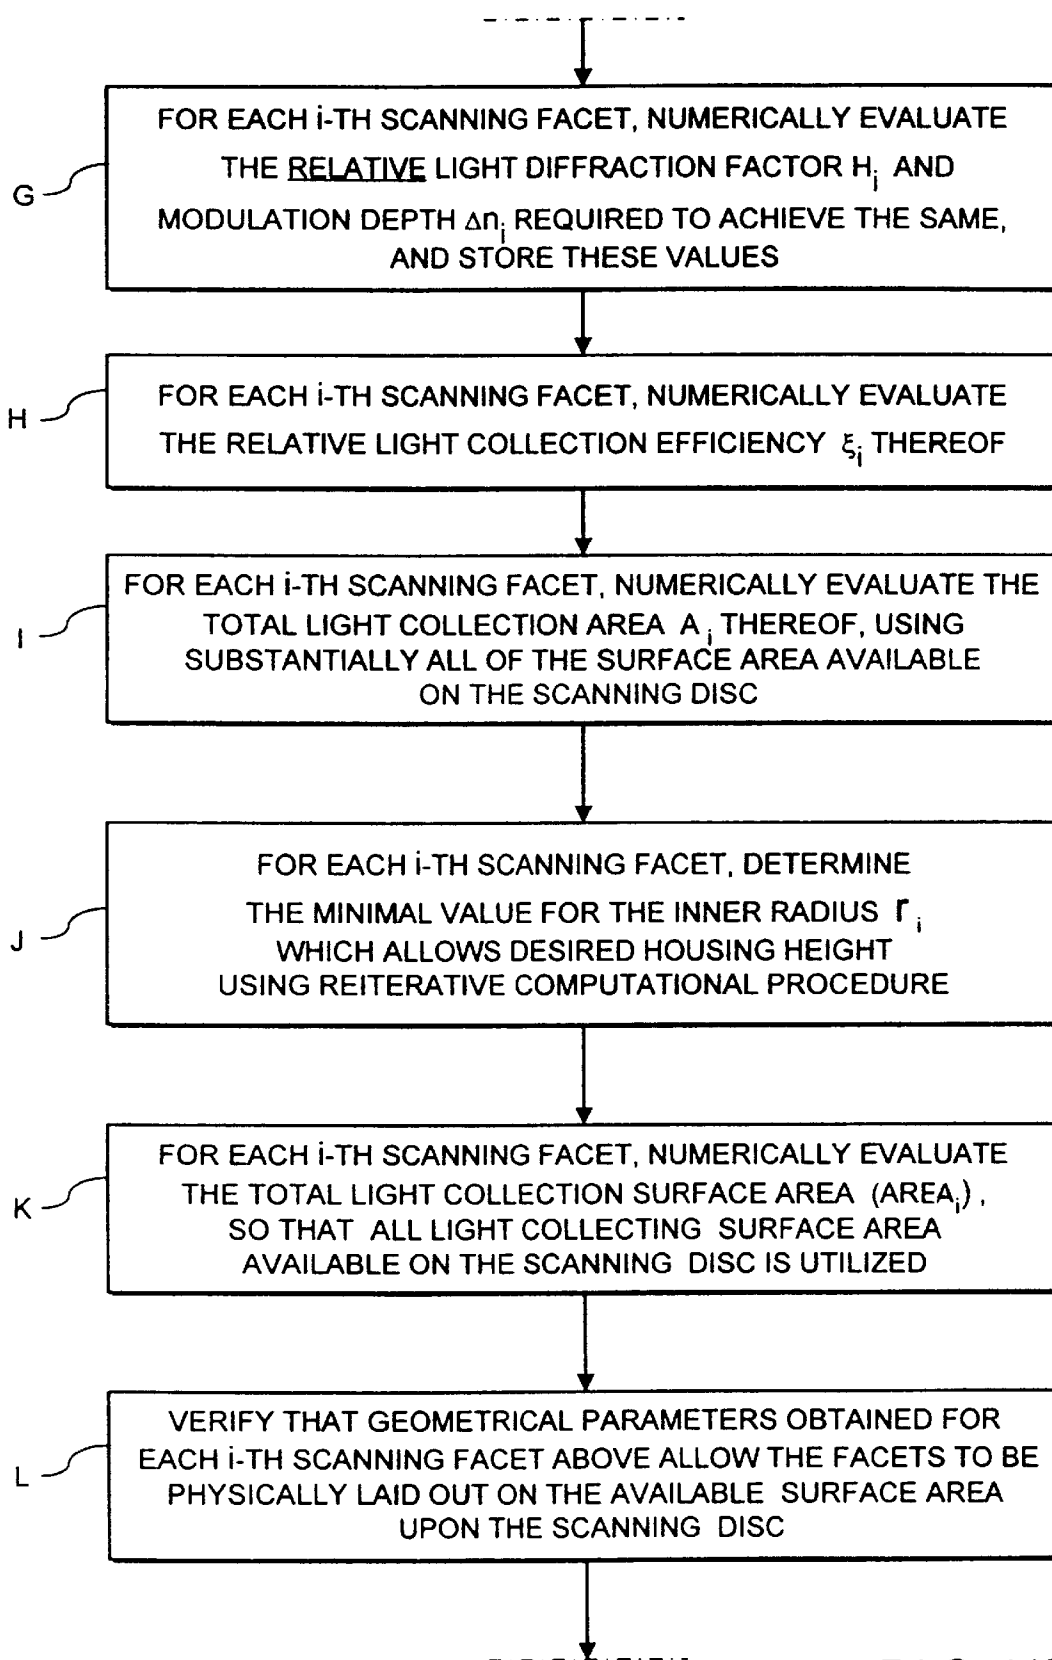 FOR EACH i-TH SCANNING FACET, NUMERICALLY EVALUATE
THE RELATIVE LIGHT DIFFRACTION FACTOR Hi AND
MODULATION DEPTH Δni REQUIRED TO ACHIEVE THE SAME,
AND STORE THESE VALUES
G
FOR EACH i-TH SCANNING FACET, NUMERICALLY EVALUATE
THE RELATIVE LIGHT COLLECTION EFFICIENCY ξi THEREOF
H
FOR EACH i-TH SCANNING FACET, NUMERICALLY EVALUATE THE
TOTAL LIGHT COLLECTION AREA Ai THEREOF, USING
SUBSTANTIALLY ALL OF THE SURFACE AREA AVAILABLE
ON THE SCANNING DISC
I
FOR EACH i-TH SCANNING FACET, DETERMINE
THE MINIMAL VALUE FOR THE INNER RADIUS ri
WHICH ALLOWS DESIRED HOUSING HEIGHT
USING REITERATIVE COMPUTATIONAL PROCEDURE
J
FOR EACH i-TH SCANNING FACET, NUMERICALLY EVALUATE
THE TOTAL LIGHT COLLECTION SURFACE AREA (AREAi),
SO THAT ALL LIGHT COLLECTING SURFACE AREA
AVAILABLE ON THE SCANNING DISC IS UTILIZED
K
VERIFY THAT GEOMETRICAL PARAMETERS OBTAINED FOR
EACH i-TH SCANNING FACET ABOVE ALLOW THE FACETS TO BE
PHYSICALLY LAID OUT ON THE AVAILABLE SURFACE AREA
UPON THE SCANNING DISC
L